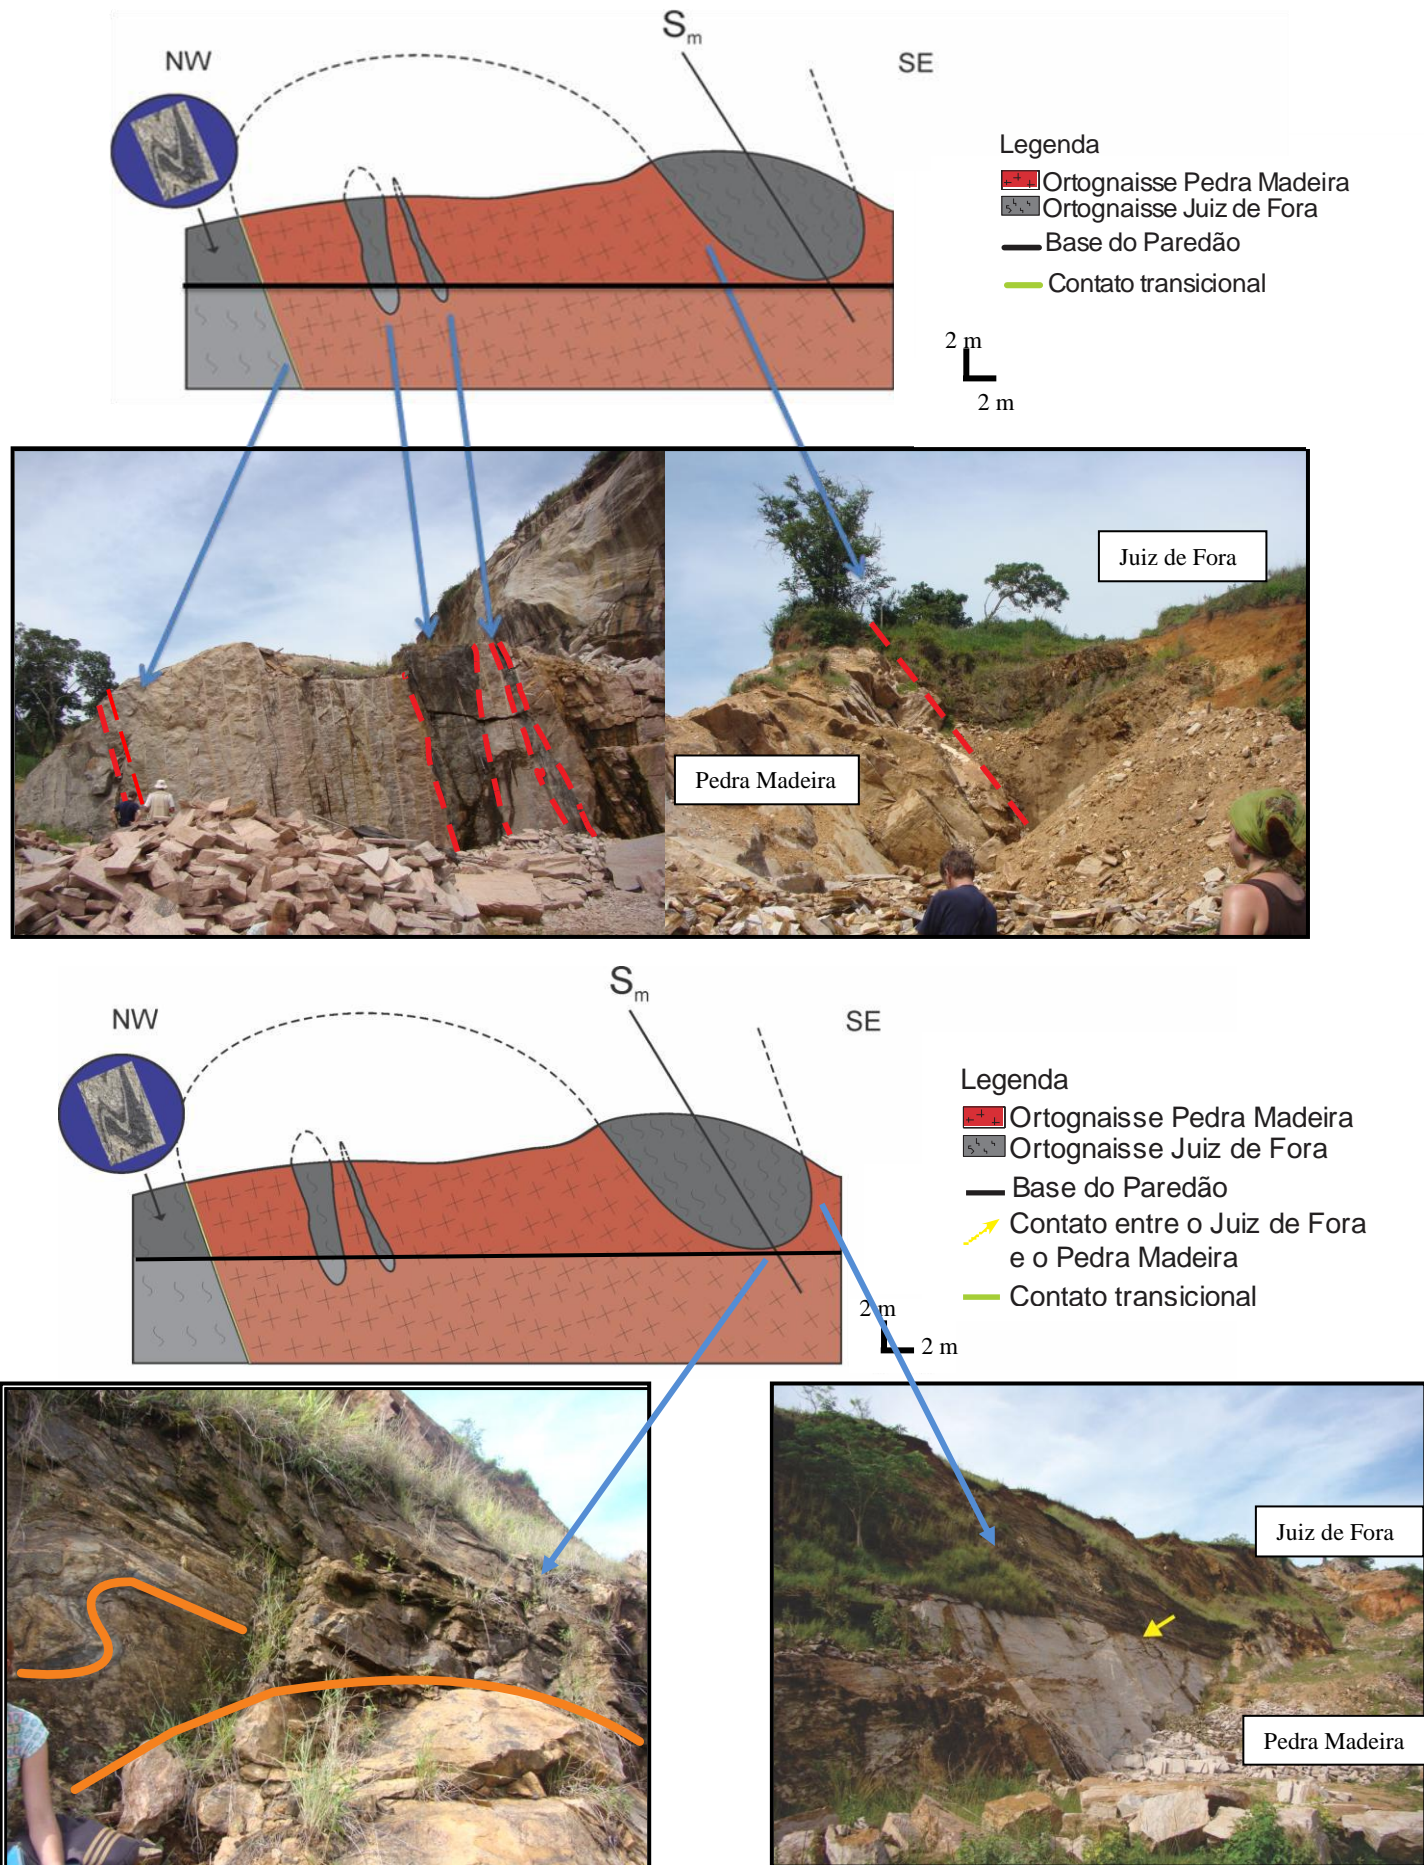 S_m
NW
SE
Legenda
Ortognaisse Pedra Madeira
Ortognaisse Juiz de Fora
Base do Paredão
Contato transicional
2 m
2 m
Juiz de Fora
Pedra Madeira
S_m
NW
SE
Legenda
Ortognaisse Pedra Madeira
Ortognaisse Juiz de Fora
Base do Paredão
Contato entre o Juiz de Fora
e o Pedra Madeira
Contato transicional
2 m
2 m
Juiz de Fora
Pedra Madeira